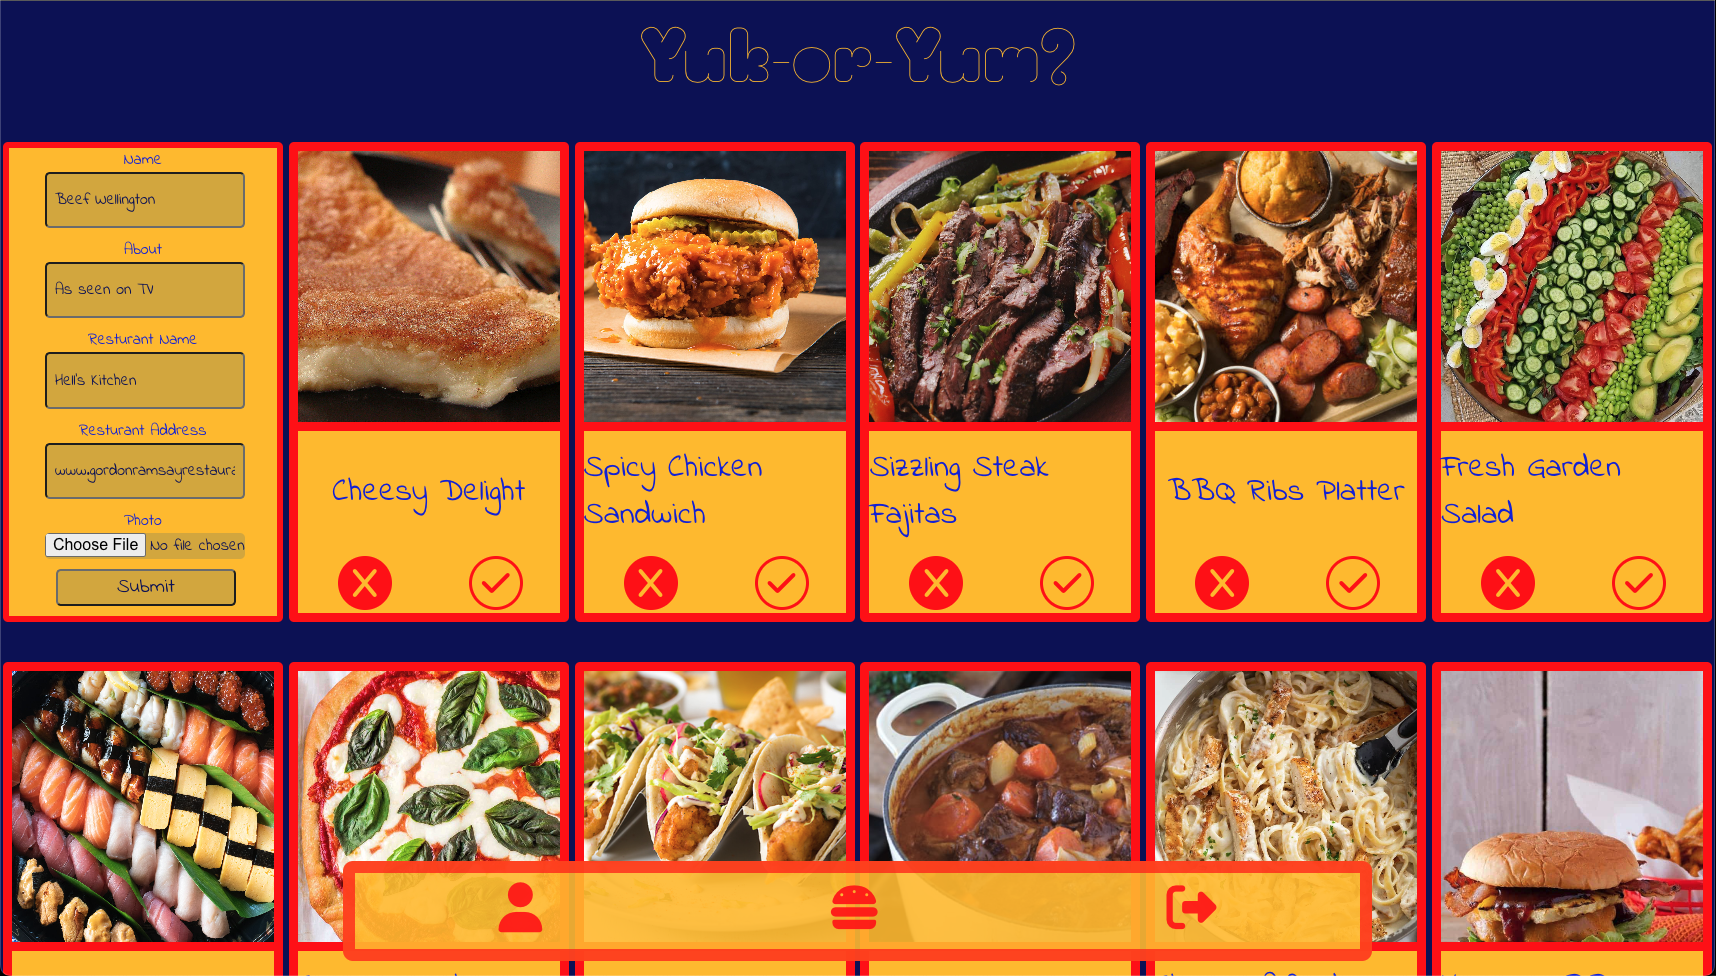 Yuk-or-Yum?
Name
Beef Wellington
About
As seen on TV
Resturant Name
Hell's Kitchen
Resturant Address
www.gordonramsayrestaura
Photo
Choose File No file chosen
Submit
Cheesy Delight
Spicy Chicken
Sandwich
Sizzling Steak
Fajitas
BBQ Ribs Platter
Fresh Garden
Salad